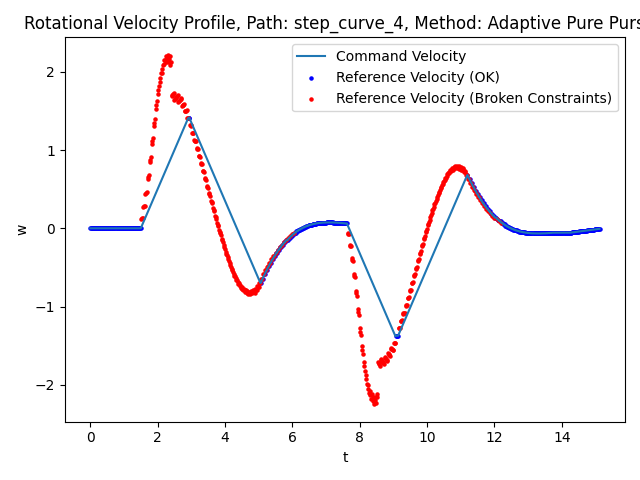 Rotational Velocity Profile, Path: step_curve_4, Method: Adaptive Pure
Command Velocity
Reference Velocity (OK)
Reference Velocity (Broken Constraints)
w
2
1
0
−1
−2
0 2 4 6 8 10 12 14
t